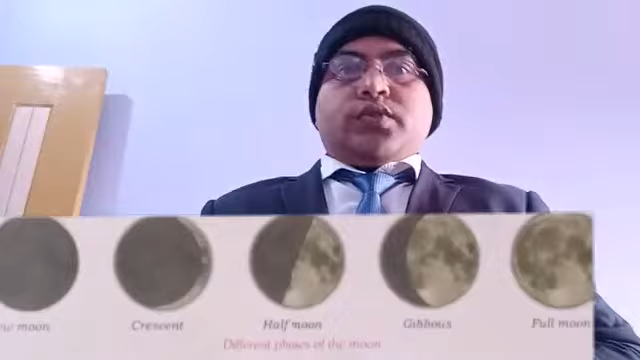 moon Crescent Half moon Gibbous Full moon
Different phases of the moon